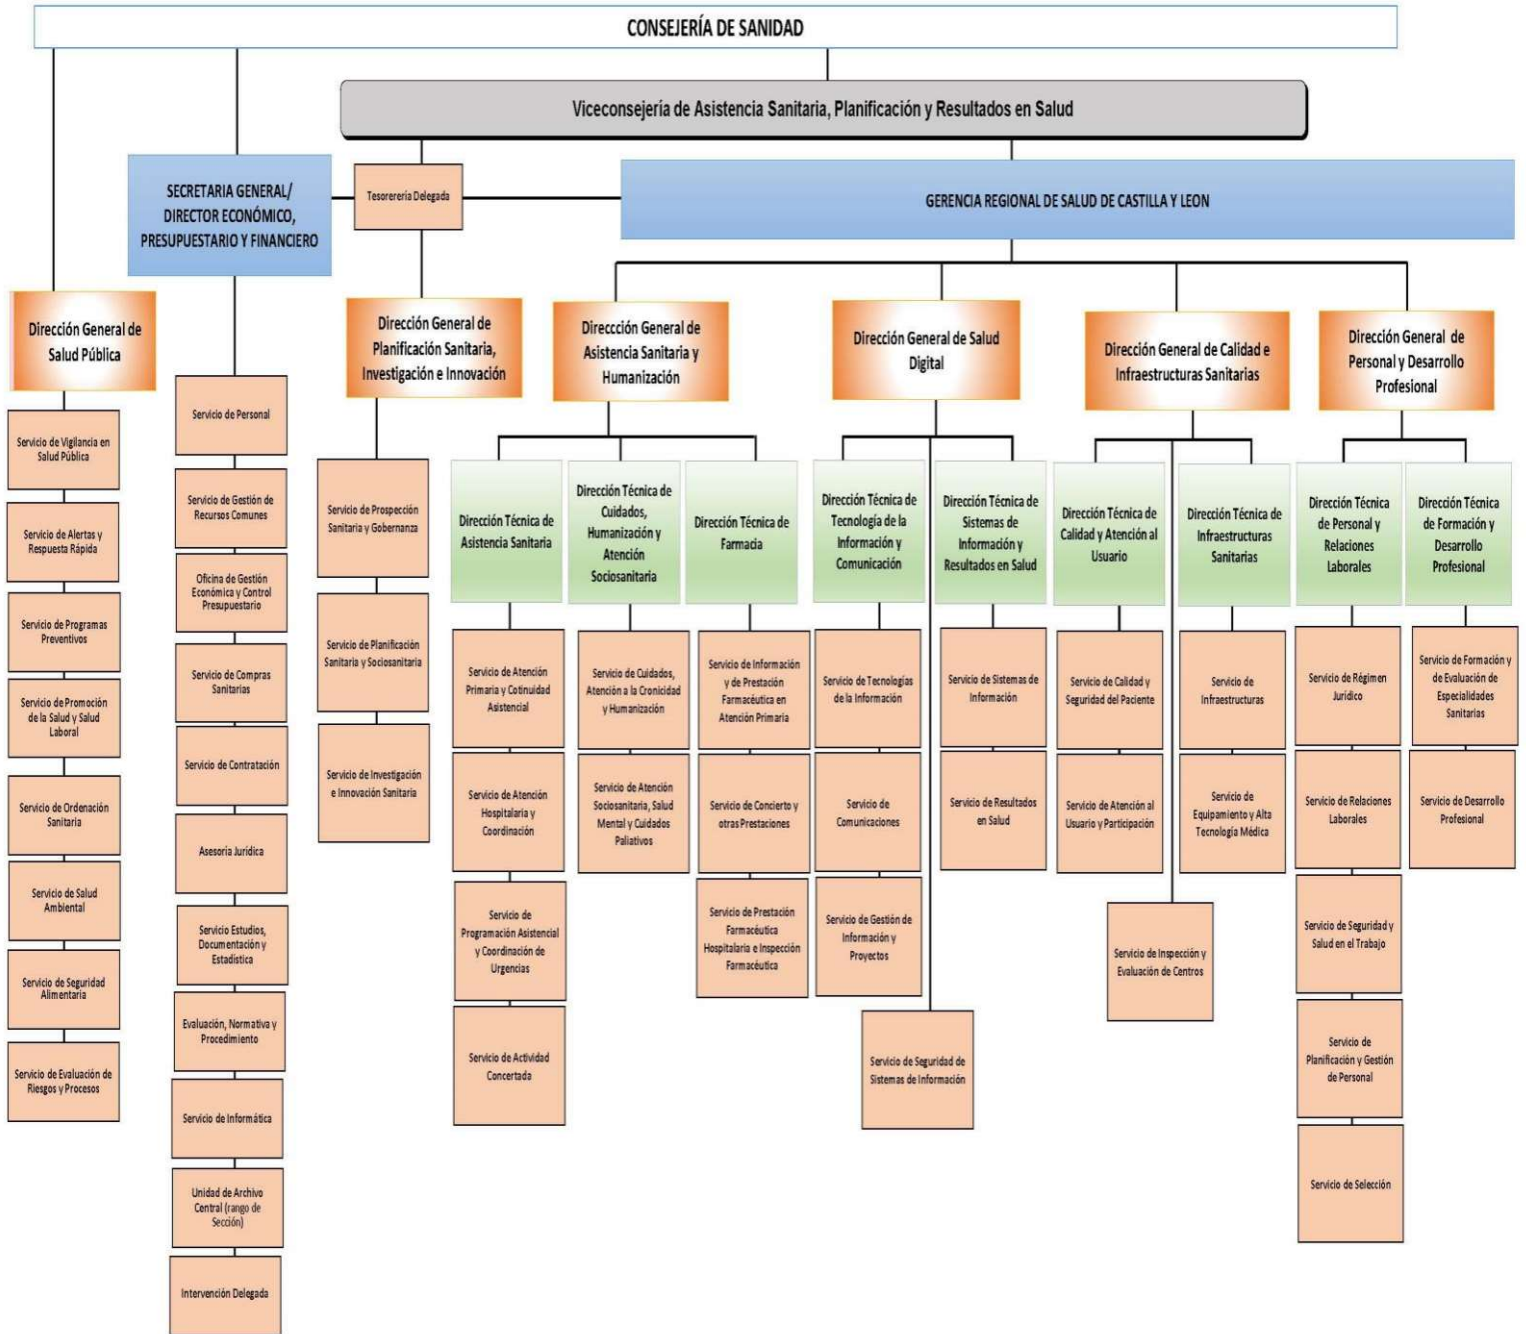 CONSEJERÍA DE SANIDAD
Viceconsejería de Asistencia Sanitaria, Planificación y Resultados en Salud
SECRETARIA GENERAL/
DIRECTOR ECONÓMICO,
PRESUPUESTARIO Y FINANCIERO
Tesorerería Delegada
GERENCIA REGIONAL DE SALUD DE CASTILLA Y LEON
Dirección General de
Salud Pública
Servicio de Vigilancia en
Salud Pública
Servicio de Alertas y
Respuesta Rápida
Servicio de Programas
Preventivos
Servicio de Promoción
de la Salud y Salud
Laboral
Servicio de Ordenación
Sanitaria
Servicio de Salud
Ambiental
Servicio de Seguridad
Alimentaria
Servicio de Evaluación de
Riesgos y Procesos
Servicio de Personal
Servicio de Gestión de
Recursos Comunes
Oficina de Gestión
Económica y Control
Presupuestario
Servicio de Compras
Sanitarias
Servicio de Contratación
Asesoría Jurídica
Servicio Estudios,
Documentación y
Estadística
Evaluación, Normativa y
Procedimiento
Servicio de Informática
Unidad de Archivo
Central (rango de
Sección)
Intervención Delegada
Dirección General de
Planificación Sanitaria,
Investigación e Innovación
Servicio de Prospección
Sanitaria y Gobernanza
Servicio de Planificación
Sanitaria y Sociosanitaria
Servicio de Investigación
e Innovación Sanitaria
Direccción General de
Asistencia Sanitaria y
Humanización
Dirección Técnica de
Asistencia Sanitaria
Servicio de Atención
Primaria y Cotinuidad
Asistencial
Servicio de Atención
Hospitalaria y
Coordinación
Servicio de
Programación Asistencial
y Coordinación de
Urgencias
Servicio de Actividad
Concertada
Dirección Técnica de
Cuidados,
Humanización y
Atención
Sociosanitaria
Servicio de Cuidados,
Atención a la Cronicidad
y Humanización
Servicio de Atención
Sociosanitaria, Salud
Mental y Cuidados
Paliativos
Dirección Técnica de
Farmacia
Servicio de Información
y de Prestación
Farmacéutica en
Atención Primaria
Servicio de Concierto y
otras Prestaciones
Servicio de Prestación
Farmacéutica
Hospitalaria e Inspección
Farmacéutica
Dirección General de Salud
Digital
Dirección Técnica de
Tecnología de la
Información y
Comunicación
Servicio de Tecnologías
de la Información
Servicio de
Comunicaciones
Servicio de Gestión de
Información y
Proyectos
Dirección Técnica de
Sistemas de
Información y
Resultados en Salud
Servicio de Sistemas de
Información
Servicio de Resultados
en Salud
Servicio de Seguridad de
Sistemas de Información
Dirección General de Calidad e
Infraestructuras Sanitarias
Dirección Técnica de
Calidad y Atención al
Usuario
Servicio de Calidad y
Seguridad del Paciente
Servicio de Atención al
Usuario y Participación
Dirección Técnica de
Infraestructuras
Sanitarias
Servicio de
Infraestructuras
Servicio de
Equipamiento y Alta
Tecnología Médica
Servicio de Inspección y
Evaluación de Centros
Dirección General de
Personal y Desarrollo
Profesional
Dirección Técnica
de Personal y
Relaciones
Laborales
Servicio de Régimen
Jurídico
Servicio de Relaciones
Laborales
Servicio de Seguridad y
Salud en el Trabajo
Servicio de
Planificación y Gestión
de Personal
Servicio de Selección
Dirección Técnica
de Formación y
Desarrollo
Profesional
Servicio de Formación y
de Evaluación de
Especialidades
Sanitarias
Servicio de Desarrollo
Profesional